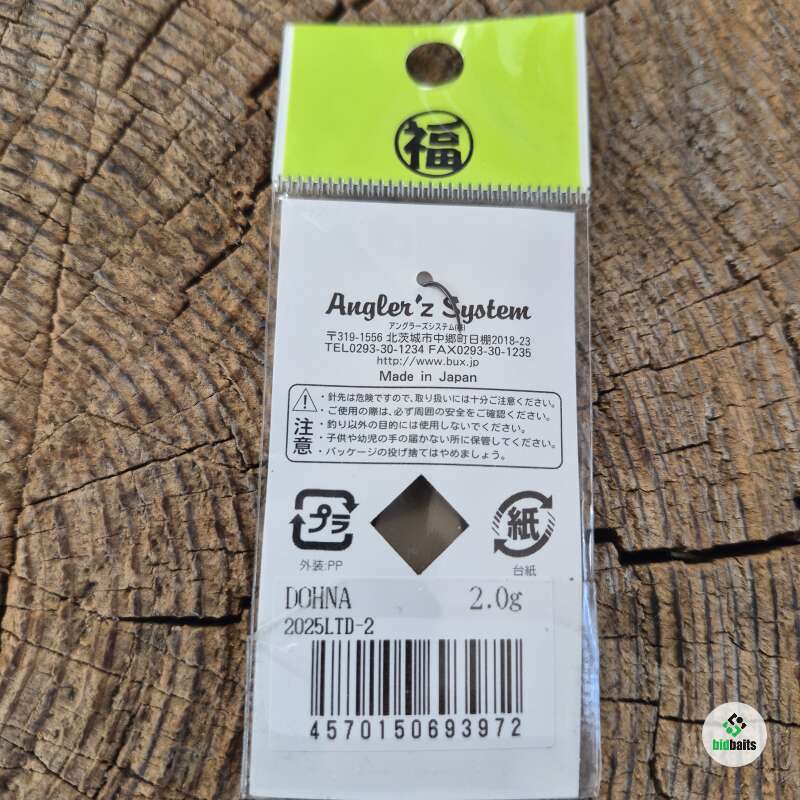 福
Angler'z System
アングラーズシステム(株)
〒319-1556 北茨城市中郷町日棚2018-23
TEL0293-30-1234 FAX0293-30-1235
http://www.bux.jp
Made in Japan
注意
・針先は危険ですので、取り扱いには十分ご注意ください。
・ご使用の際は、必ず周囲の安全をご確認ください。
・釣り以外の目的には使用しないでください。
・子供や幼児の手の届かない所に保管してください。
・パッケージの投げ捨てはやめましょう。
プラ
紙
外装:PP
台紙
DOHNA 2.0g
2025LTD-2
4570150693972
bidbaits